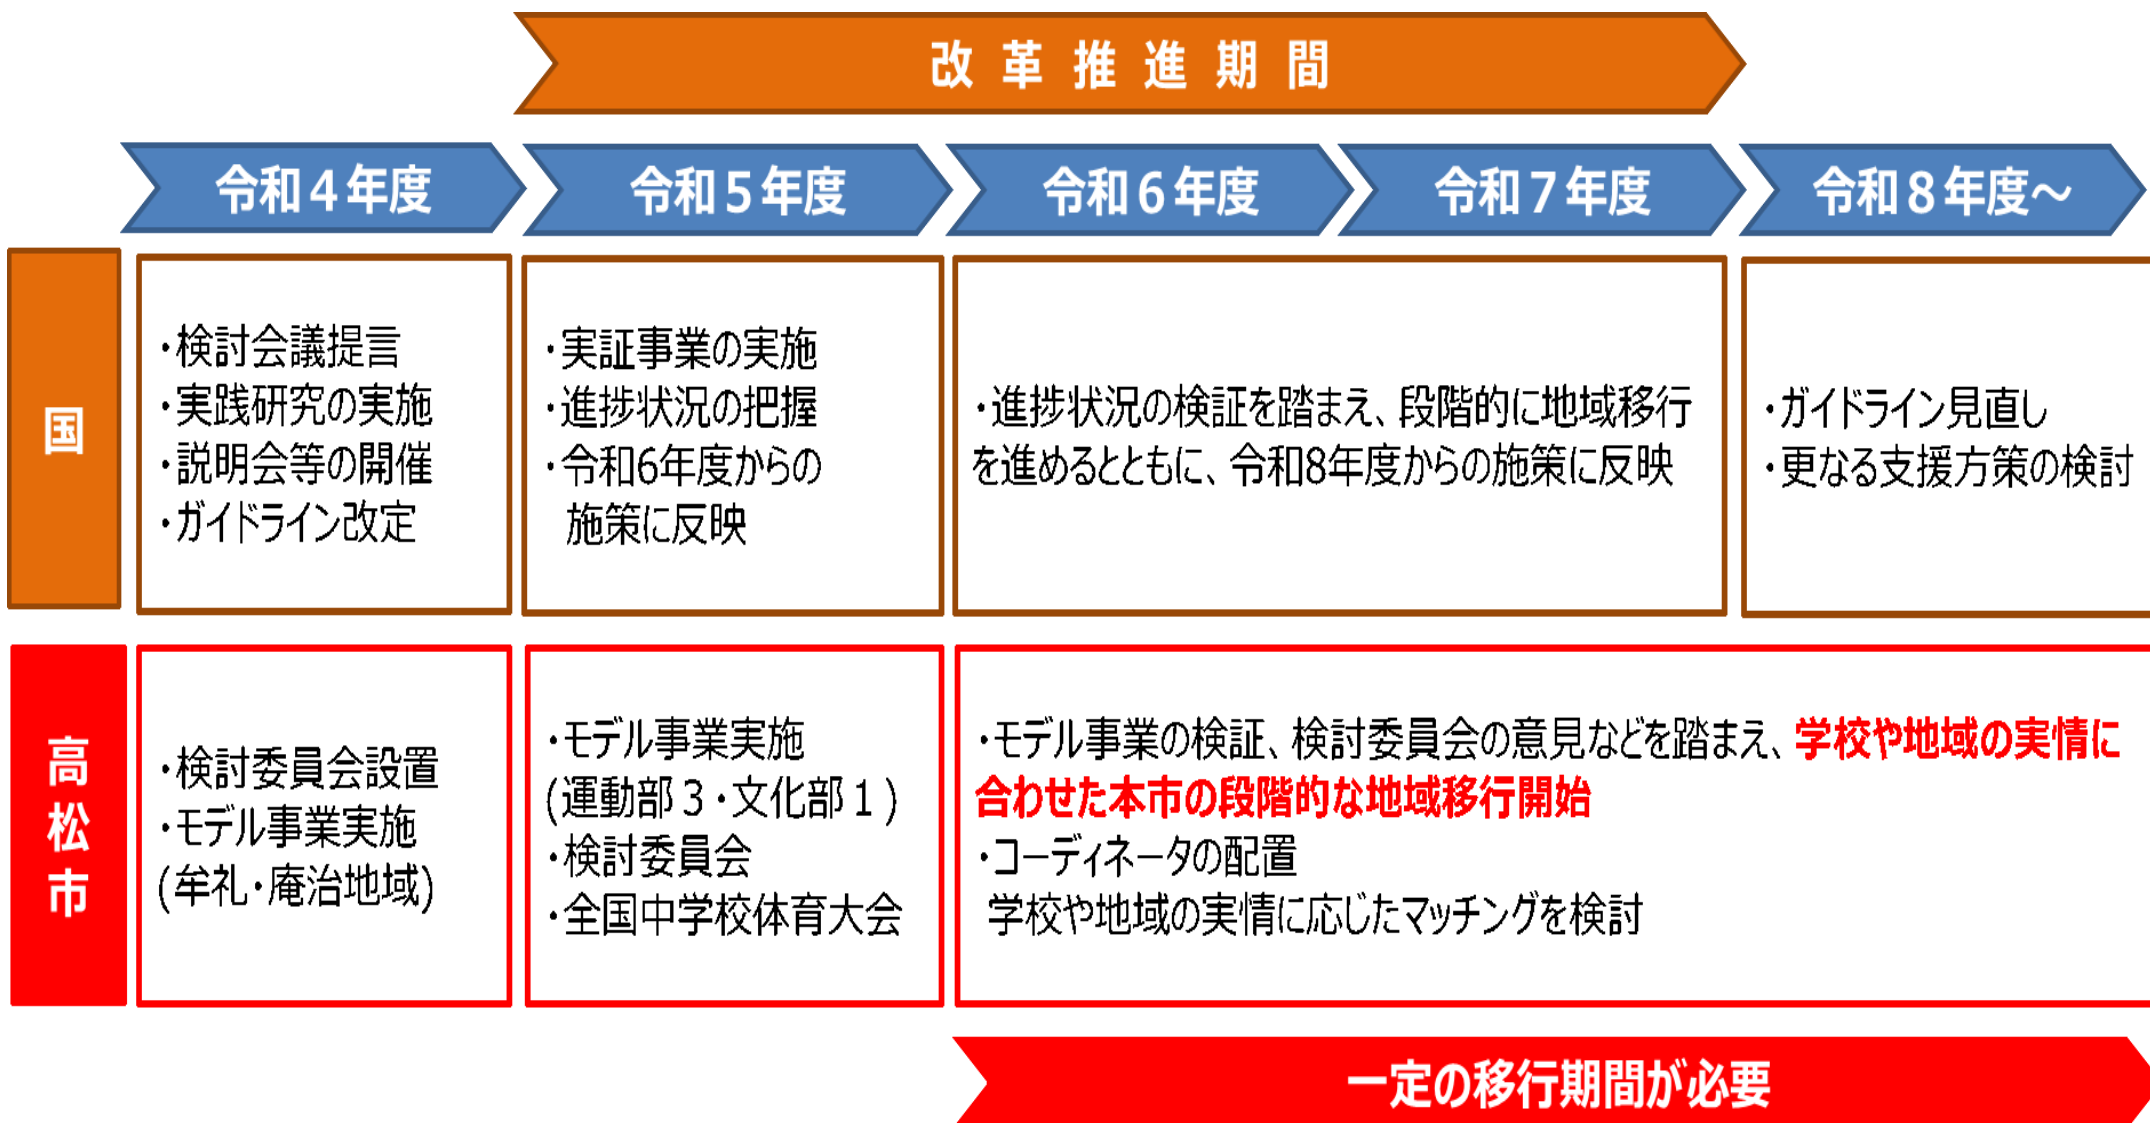 改革推進期間
令和4年度
令和5年度
令和6年度
令和7年度
令和8年度～
国
・検討会議提言
・実践研究の実施
・説明会等の開催
・ガイドライン改定
・実証事業の実施
・進捗状況の把握
・令和6年度からの
施策に反映
・進捗状況の検証を踏まえ、段階的に地域移行
を進めるとともに、令和8年度からの施策に反映
・ガイドライン見直し
・更なる支援方策の検討
高松市
・検討委員会設置
・モデル事業実施
(牟礼・庵治地域)
・モデル事業実施
(運動部３・文化部１)
・検討委員会
・全国中学校体育大会
・モデル事業の検証、検討委員会の意見などを踏まえ、学校や地域の実情に
合わせた本市の段階的な地域移行開始
・コーディネータの配置
学校や地域の実情に応じたマッチングを検討
一定の移行期間が必要